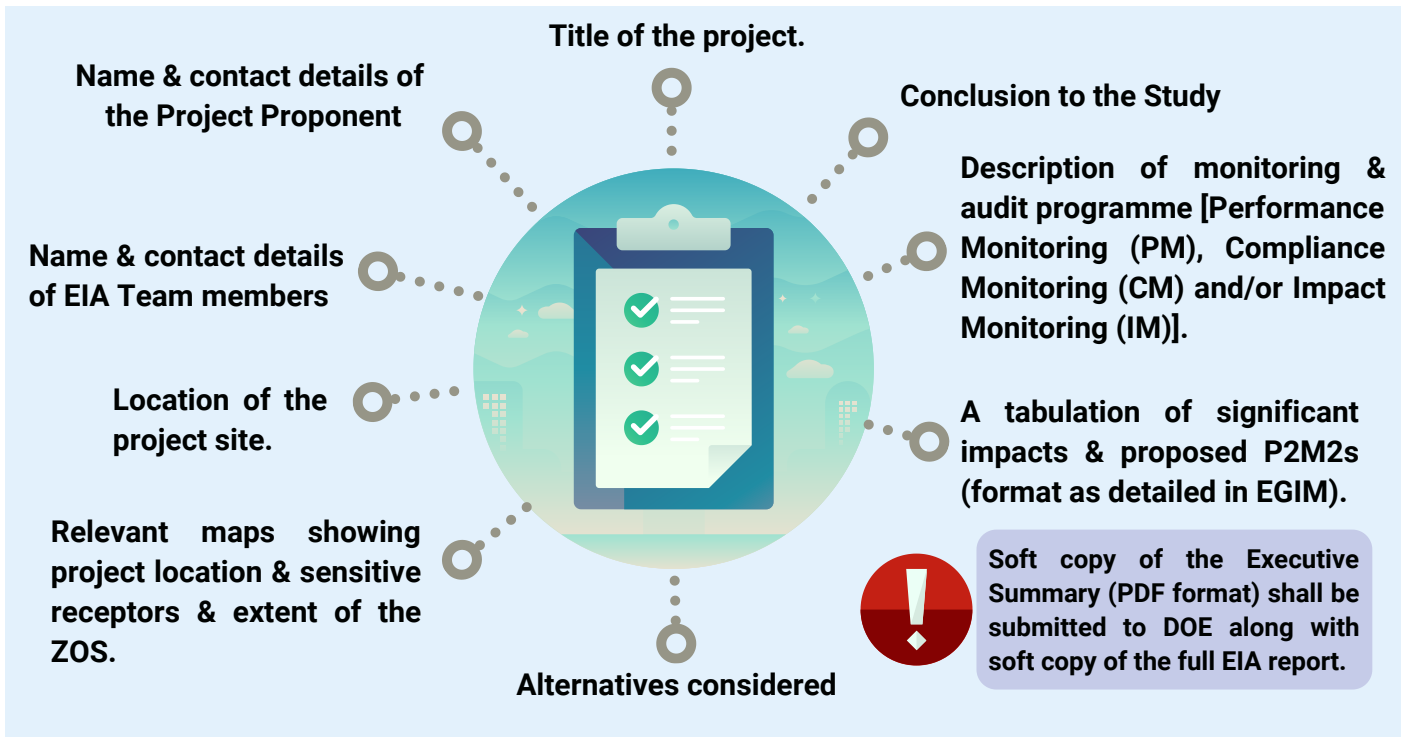 Title of the project.
Name & contact details of
the Project Proponent
Name & contact details
of EIA Team members
Location of the
project site.
Relevant maps showing
project location & sensitive
receptors & extent of the
ZOS.
Alternatives considered
Conclusion to the Study
Description of monitoring &
audit programme [Performance
Monitoring (PM), Compliance
Monitoring (CM) and/or Impact
Monitoring (IM)].
A tabulation of significant
impacts & proposed P2M2s
(format as detailed in EGIM).
Soft copy of the Executive
Summary (PDF format) shall be
submitted to DOE along with
soft copy of the full EIA report.